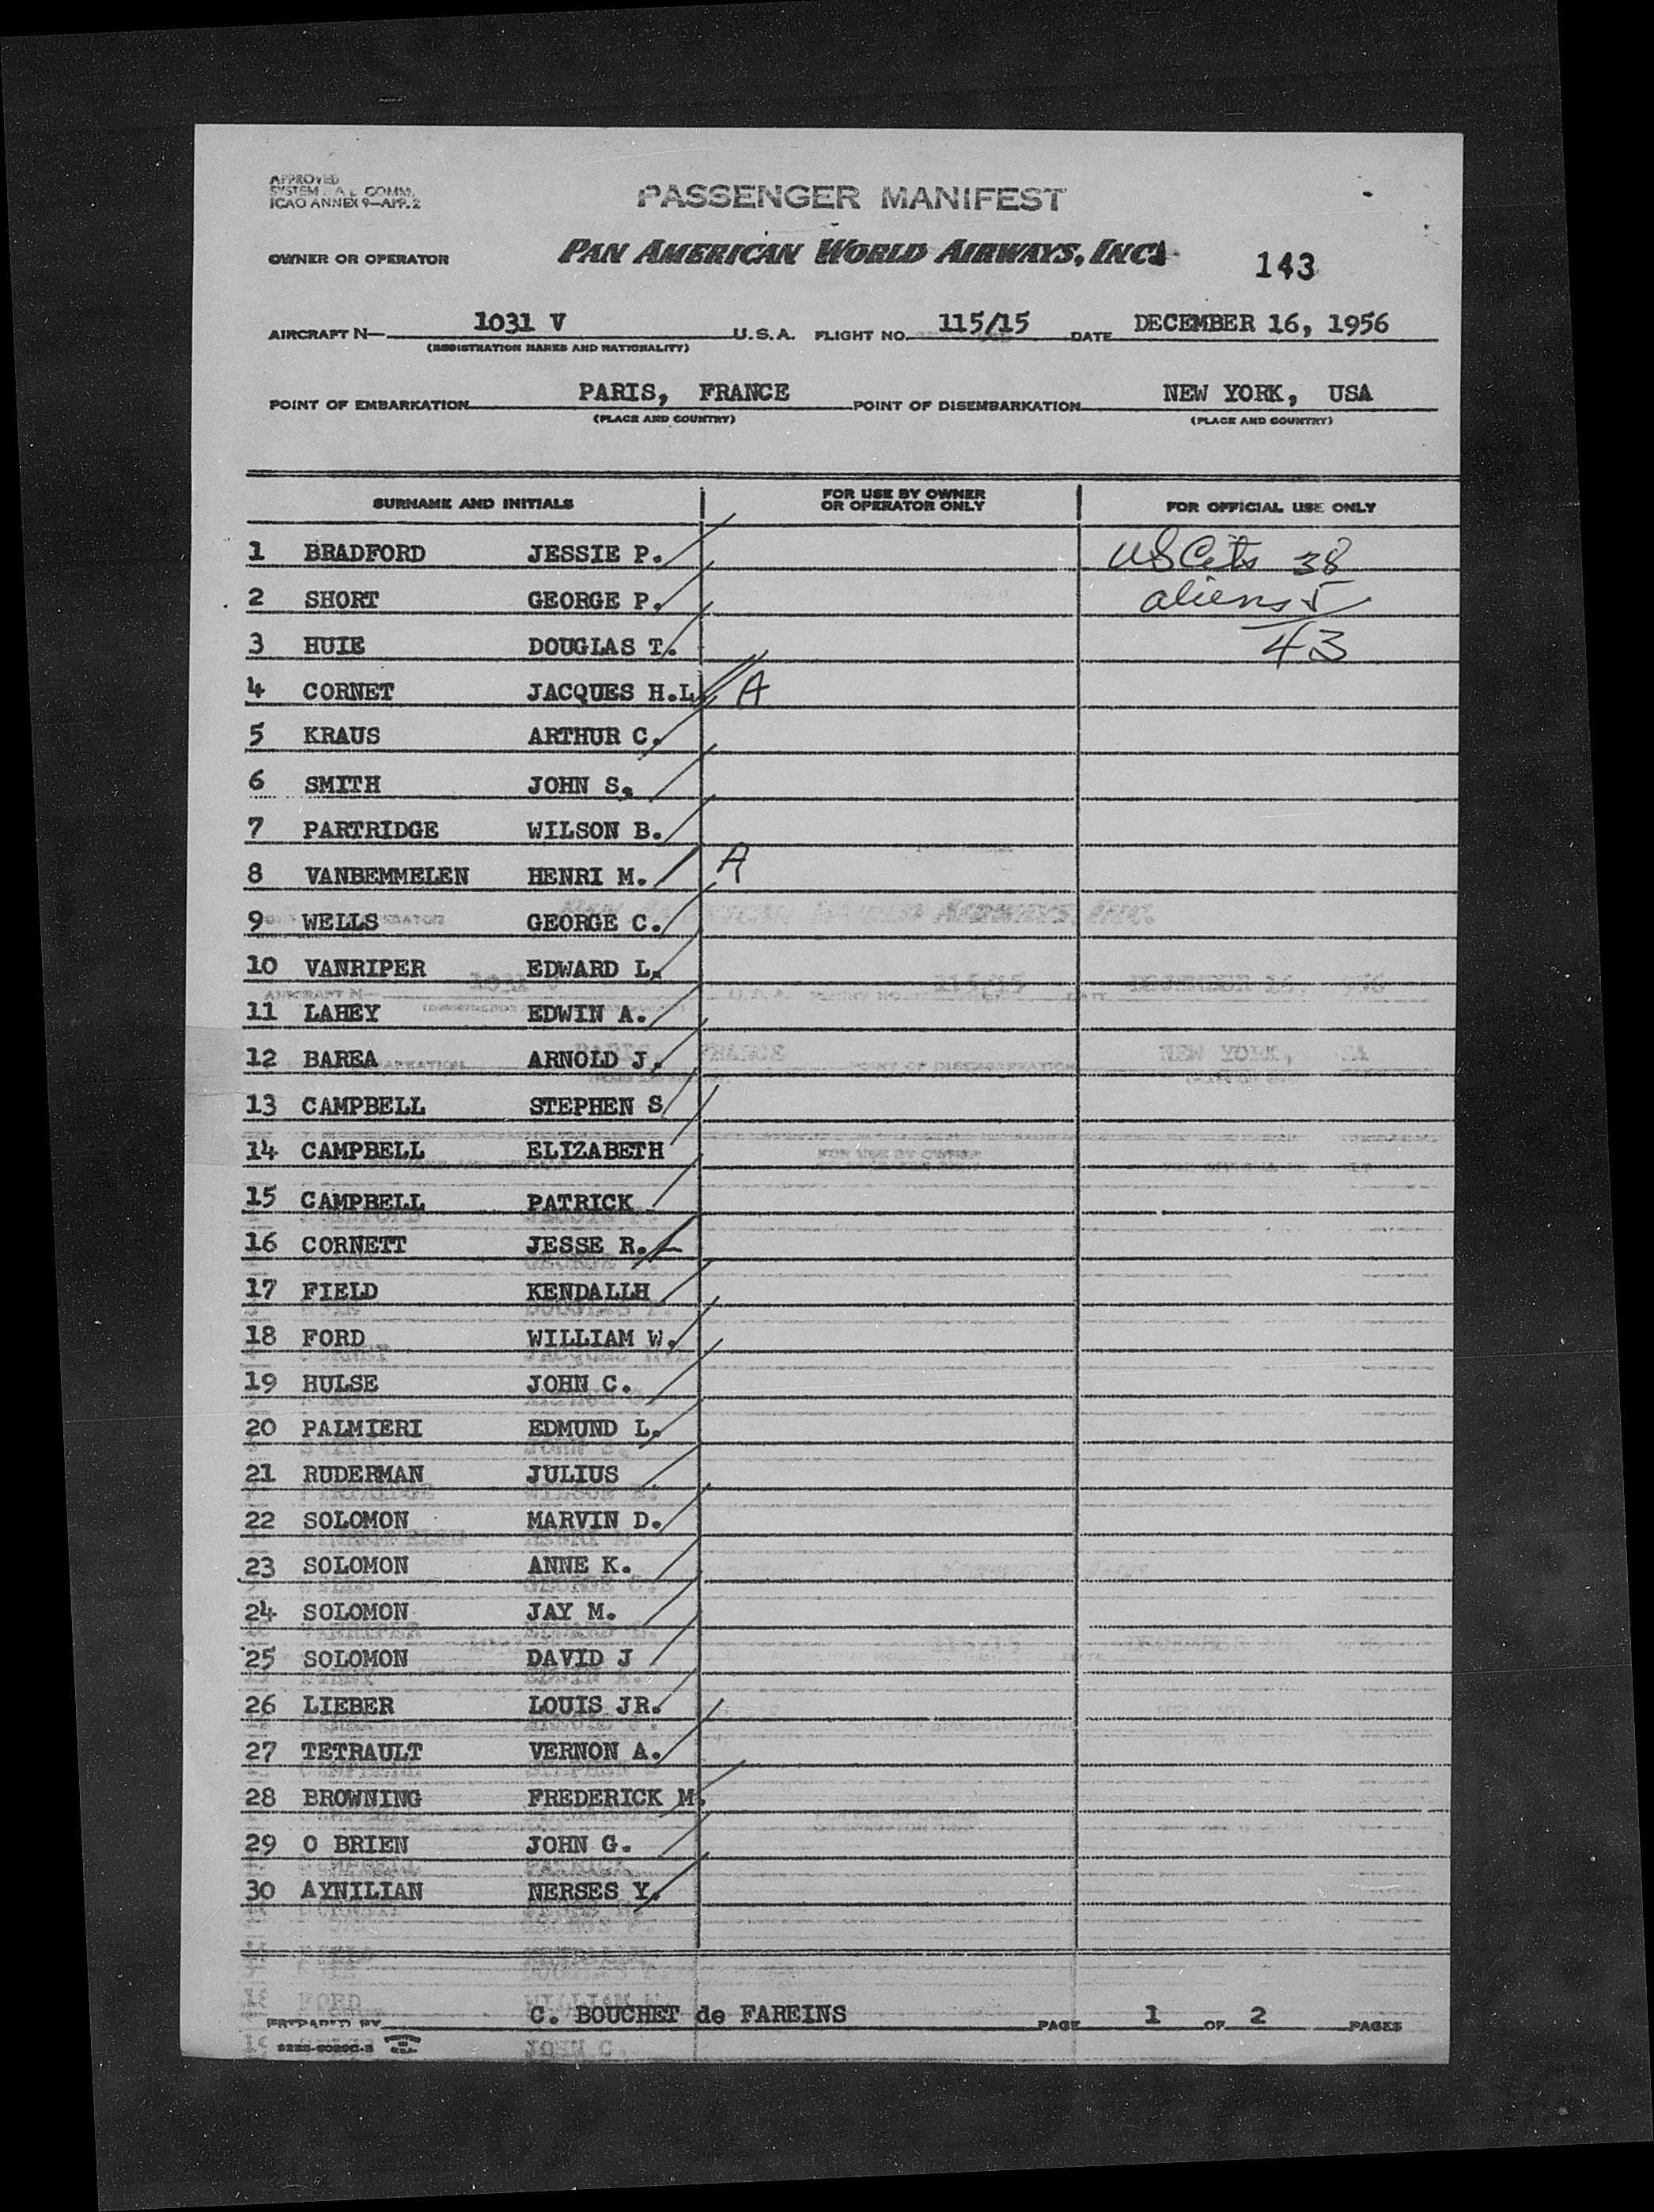 APPROVED
SYSTEM A.L. COMM.
ICAO ANNEX 9—APP. 2
PASSENGER MANIFEST
OWNER OR OPERATOR PAN AMERICAN WORLD AIRWAYS, INC. 143
AIRCRAFT N— 1031 V U.S.A. FLIGHT NO. 115/15 DATE DECEMBER 16, 1956
(REGISTRATION MARKS AND NATIONALITY)
POINT OF EMBARKATION PARIS, FRANCE POINT OF DISEMBARKATION NEW YORK, USA
(PLACE AND COUNTRY) (PLACE AND COUNTRY)
SURNAME AND INITIALS FOR USE BY OWNER OR OPERATOR ONLY FOR OFFICIAL USE ONLY
1 BRADFORD JESSIE P. US Cits 38
2 SHORT GEORGE P. aliens 5
3 HUIE DOUGLAS T. 43
4 CORNET JACQUES H.L. A
5 KRAUS ARTHUR C.
6 SMITH JOHN S.
7 PARTRIDGE WILSON B.
8 VANBEMMELEN HENRI M. A
9 WELLS GEORGE C.
10 VANRIPER EDWARD L.
11 LAHEY EDWIN A.
12 BAREA ARNOLD J.
13 CAMPBELL STEPHEN S
14 CAMPBELL ELIZABETH
15 CAMPBELL PATRICK
16 CORNETT JESSE R.
17 FIELD KENDALLH
18 FORD WILLIAM W.
19 HULSE JOHN C.
20 PALMIERI EDMUND L.
21 RUDERMAN JULIUS
22 SOLOMON MARVIN D.
23 SOLOMON ANNE K.
24 SOLOMON JAY M.
25 SOLOMON DAVID J
26 LIEBER LOUIS JR.
27 TETRAULT VERNON A.
28 BROWNING FREDERICK M.
29 O BRIEN JOHN G.
30 AYNILIAN NERSES Y.
PREPARED BY C. BOUCHET de FAREINS PAGE 1 OF 2 PAGES